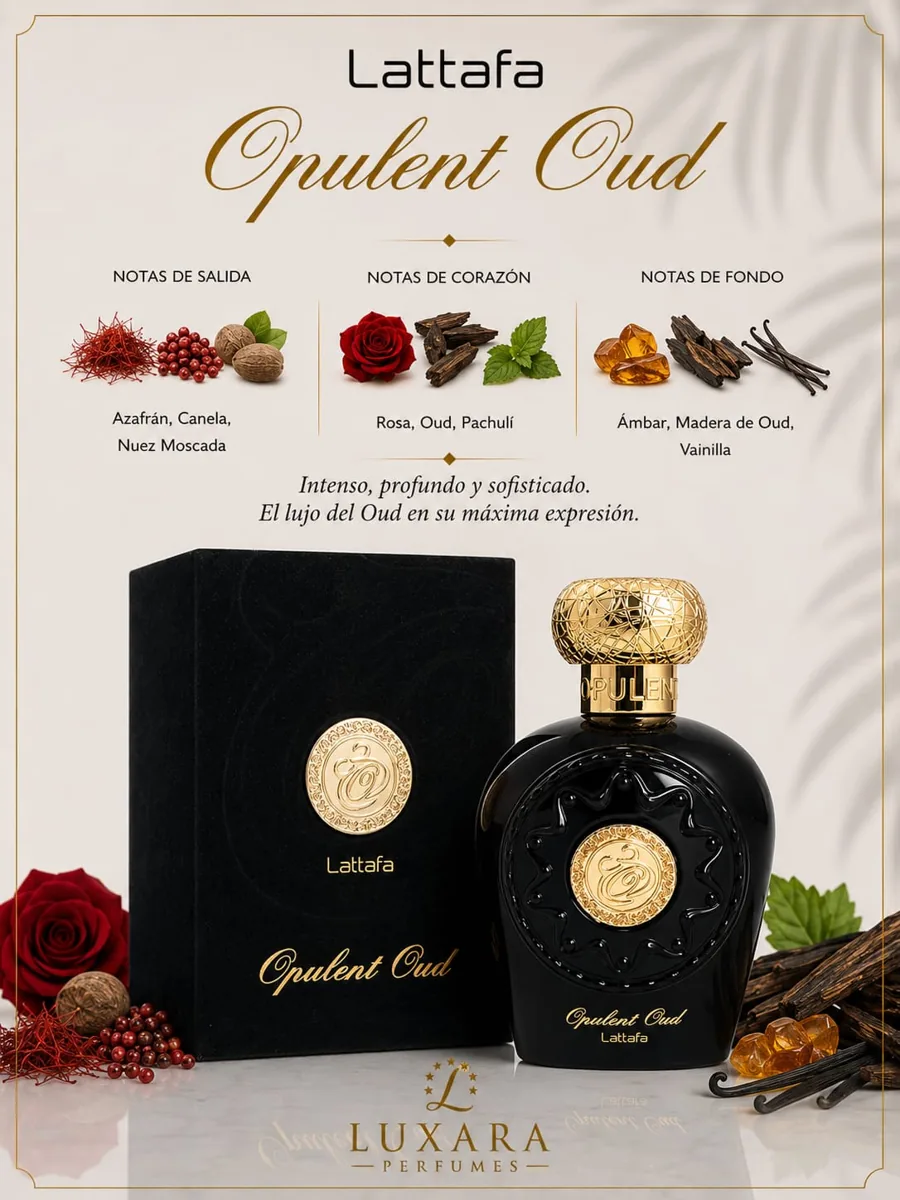 Lattafa
Opulent Oud
NOTAS DE SALIDA
Azafrán, Canela,
Nuez Moscada
NOTAS DE CORAZÓN
Rosa, Oud, Pachulí
NOTAS DE FONDO
Ámbar, Madera de Oud,
Vainilla
Intenso, profundo y sofisticado.
El lujo del Oud en su máxima expresión.
Lattafa
Opulent Oud
OPULENT
Opulent Oud
Lattafa
L
LUXARA
PERFUMES